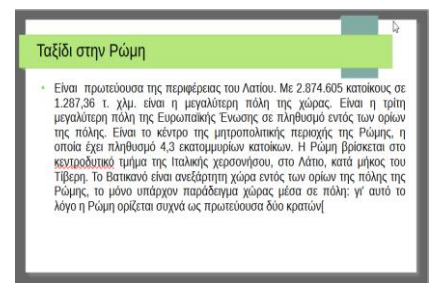 Ταξίδι στην Ρώμη
Είναι πρωτεύουσα της περιφέρειας του Λατίου. Με 2.874.605 κατοίκους σε
1.287,36 τ. χλμ. είναι η μεγαλύτερη πόλη της χώρας. Είναι η τρίτη
μεγαλύτερη πόλη της Ευρωπαϊκής Ένωσης σε πληθυσμό εντός των ορίων
της πόλης. Είναι το κέντρο της μητροπολιτικής περιοχής της Ρώμης, η
οποία έχει πληθυσμό 4,3 εκατομμυρίων κατοίκων. Η Ρώμη βρίσκεται στο
κεντροδυτικό τμήμα της Ιταλικής χερσονήσου, στο Λάτιο, κατά μήκος του
Τίβερη. Το Βατικανό είναι ανεξάρτητη χώρα εντός των ορίων της πόλης της
Ρώμης, το μόνο υπάρχον παράδειγμα χώρας μέσα σε πόλη: γι' αυτό το
λόγο η Ρώμη ορίζεται συχνά ως πρωτεύουσα δύο κρατών[